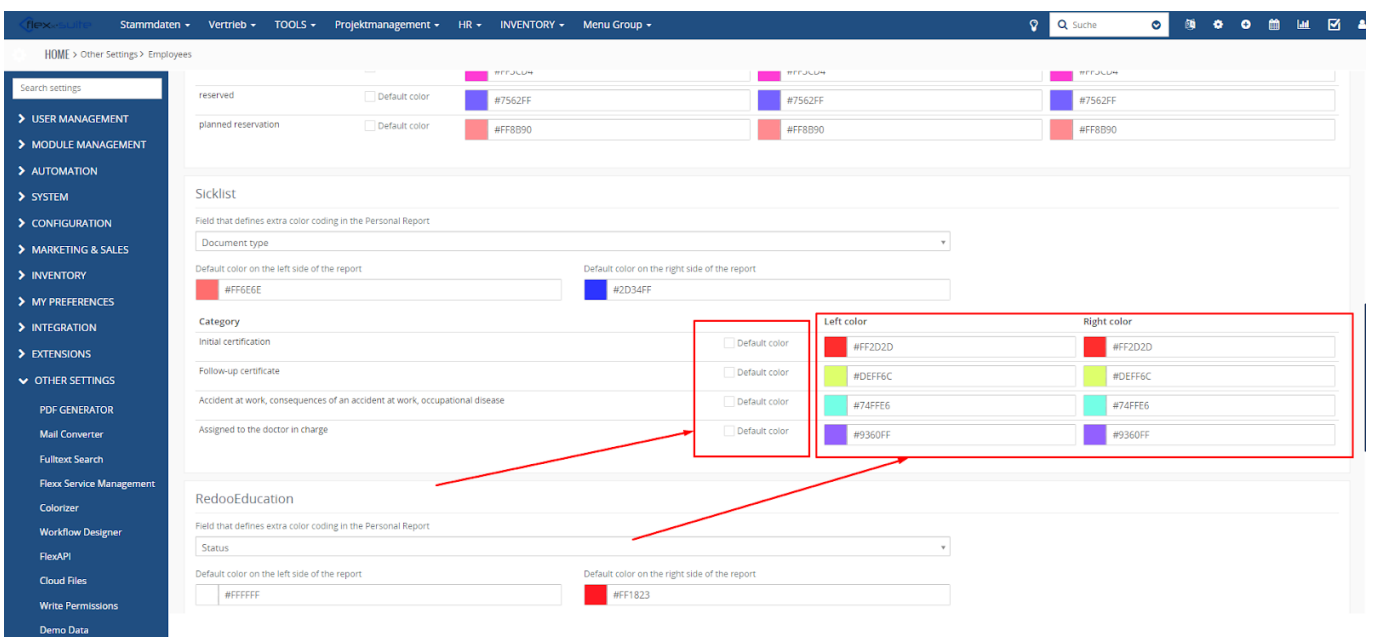 flexx-suite Stammdaten Vertrieb TOOLS Projektmanagement HR INVENTORY Menu Group Suche
HOME > Other Settings > Employees
Search settings
USER MANAGEMENT
MODULE MANAGEMENT
AUTOMATION
SYSTEM
CONFIGURATION
MARKETING & SALES
INVENTORY
MY PREFERENCES
INTEGRATION
EXTENSIONS
OTHER SETTINGS
PDF GENERATOR
Mail Converter
Fulltext Search
Flexx Service Management
Colorizer
Workflow Designer
FlexAPI
Cloud Files
Write Permissions
Demo Data
#FF3CD4 #FF3CD4 #FF3CD4
reserved Default color #7562FF #7562FF #7562FF
planned reservation Default color #FF8B90 #FF8B90 #FF8B90
Sicklist
Field that defines extra color coding in the Personal Report
Document type
Default color on the left side of the report Default color on the right side of the report
#FF6E6E #2D34FF
Category Left color Right color
Initial certification Default color #FF2D2D #FF2D2D
Follow-up certificate Default color #DEFF6C #DEFF6C
Accident at work, consequences of an accident at work, occupational disease Default color #74FFE6 #74FFE6
Assigned to the doctor in charge Default color #9360FF #9360FF
RedooEducation
Field that defines extra color coding in the Personal Report
Status
Default color on the left side of the report Default color on the right side of the report
#FFFFFF #FF1823